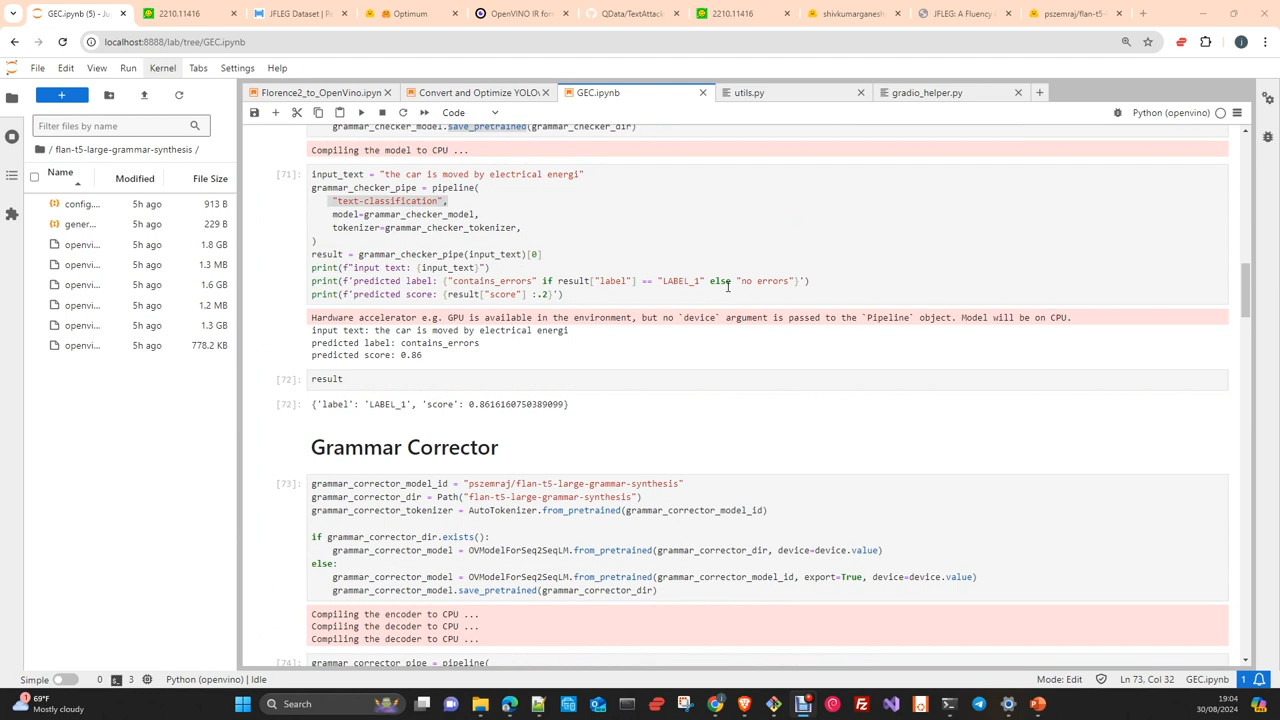 GEC.ipynb (5) - Ju
2210.11416
JFLEG Dataset | P
Optimum
OpenVINO IR for
QData/TextAttack
2210.11416
shivkumarganesh
JFLEG: A Fluency
pszemraj/flan-t5-
localhost:8888/lab/tree/GEC.ipynb
File Edit View Run Kernel Tabs Settings Help
Florence2_to_OpenVino.ipyn
Convert and Optimize YOLO
GEC.ipynb
utils.py
gradio_helper.py
Code
Python (openvino)
Filter files by name
/ flan-t5-large-grammar-synthesis /
Name Modified File Size
config.... 5h ago 913 B
gener... 5h ago 229 B
openvi... 5h ago 1.8 GB
openvi... 5h ago 1.3 MB
openvi... 5h ago 1.6 GB
openvi... 5h ago 1.2 MB
openvi... 5h ago 1.3 GB
openvi... 5h ago 778.2 KB
grammar_checker_model.save_pretrained(grammar_checker_dir)
Compiling the model to CPU ...
[71]: input_text = "the car is moved by electrical energi"
grammar_checker_pipe = pipeline(
"text-classification",
model=grammar_checker_model,
tokenizer=grammar_checker_tokenizer,
)
result = grammar_checker_pipe(input_text)[0]
print(f"input text: {input_text}")
print(f'predicted label: {"contains_errors" if result["label"] == "LABEL_1" else "no errors"}')
print(f'predicted score: {result["score"] :.2}')
Hardware accelerator e.g. GPU is available in the environment, but no `device` argument is passed to the `Pipeline` object. Model will be on CPU.
input text: the car is moved by electrical energi
predicted label: contains_errors
predicted score: 0.86
[72]: result
[72]: {'label': 'LABEL_1', 'score': 0.8616160750389099}
Grammar Corrector
[73]: grammar_corrector_model_id = "pszemraj/flan-t5-large-grammar-synthesis"
grammar_corrector_dir = Path("flan-t5-large-grammar-synthesis")
grammar_corrector_tokenizer = AutoTokenizer.from_pretrained(grammar_corrector_model_id)
if grammar_corrector_dir.exists():
grammar_corrector_model = OVModelForSeq2SeqLM.from_pretrained(grammar_corrector_dir, device=device.value)
else:
grammar_corrector_model = OVModelForSeq2SeqLM.from_pretrained(grammar_corrector_model_id, export=True, device=device.value)
grammar_corrector_model.save_pretrained(grammar_corrector_dir)
Compiling the encoder to CPU ...
Compiling the decoder to CPU ...
Compiling the decoder to CPU ...
[74]: grammar_corrector_pipe = pipeline(
Simple 0 3 Python (openvino) | Idle
Mode: Edit Ln 73, Col 32 GEC.ipynb 1
69°F
Mostly cloudy
Search
19:04
30/08/2024